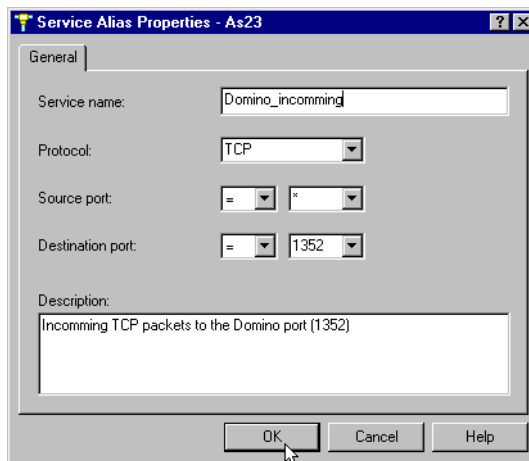 Service Alias Properties - As23
General
Service name: Domino_incomming
Protocol: TCP
Source port: = *
Destination port: = 1352
Description:
Incomming TCP packets to the Domino port (1352)
OK Cancel Help